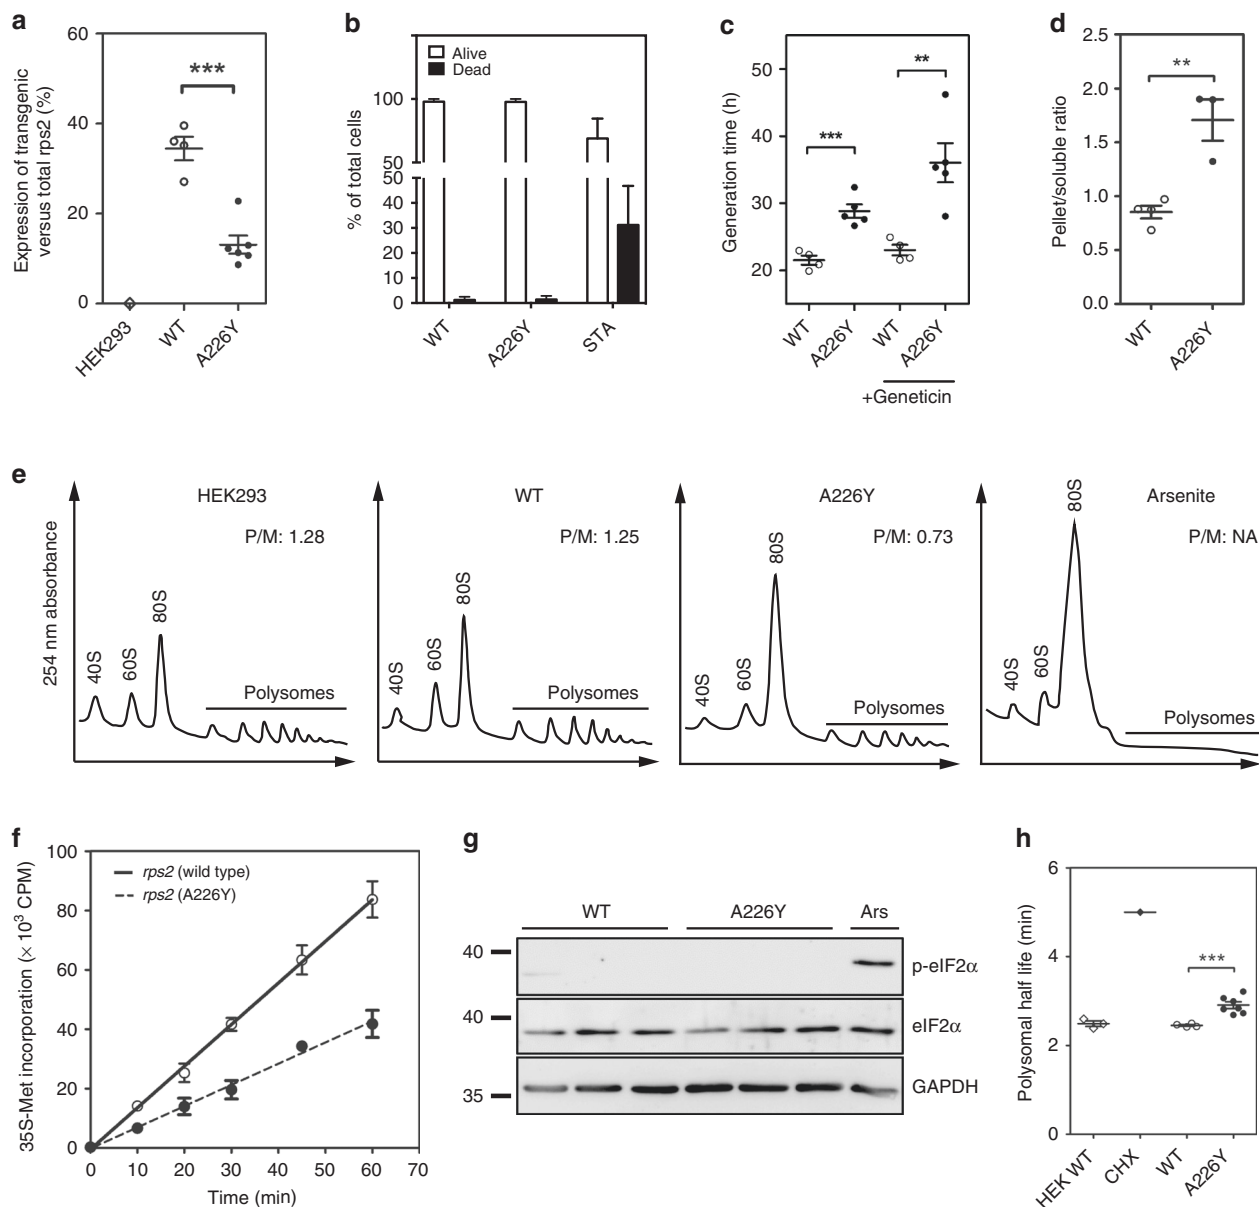 a
Expression of transgenic
versus total rps2 (%)
60
40
20
0
***
HEK293
WT
A226Y
b
% of total cells
100
50
50
40
30
20
10
0
Alive
Dead
WT
A226Y
STA
c
Generation time (h)
50
40
30
20
***
**
WT
A226Y
WT
A226Y
+Geneticin
d
Pellet/soluble ratio
2.5
2.0
1.5
1.0
0.5
0.0
**
WT
A226Y
e
254 nm absorbance
HEK293
P/M: 1.28
40S
60S
80S
Polysomes
WT
P/M: 1.25
40S
60S
80S
Polysomes
A226Y
P/M: 0.73
40S
60S
80S
Polysomes
Arsenite
P/M: NA
40S
60S
80S
Polysomes
f
35S-Met incorporation (× 10³ CPM)
100
80
60
40
20
0
rps2 (wild type)
rps2 (A226Y)
0 10 20 30 40 50 60 70
Time (min)
g
WT A226Y Ars
40
p-eIF2α
40
eIF2α
35
GAPDH
h
Polysomal half life (min)
6
4
2
0
***
HEK WT
CHX
WT
A226Y